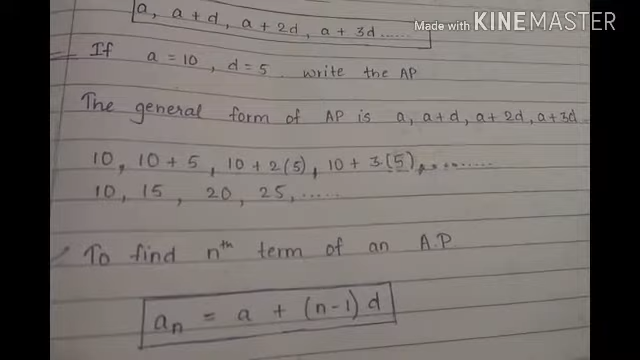 a, a + d, a + 2d, a + 3d......
Made with KINEMASTER
If a = 10, d = 5 write the AP
The general form of AP is a, a+d, a+2d, a+3d
10, 10 + 5, 10 + 2(5), 10 + 3(5), .........
10, 15, 20, 25, ......
To find nth term of an A.P.
an = a + (n-1) d